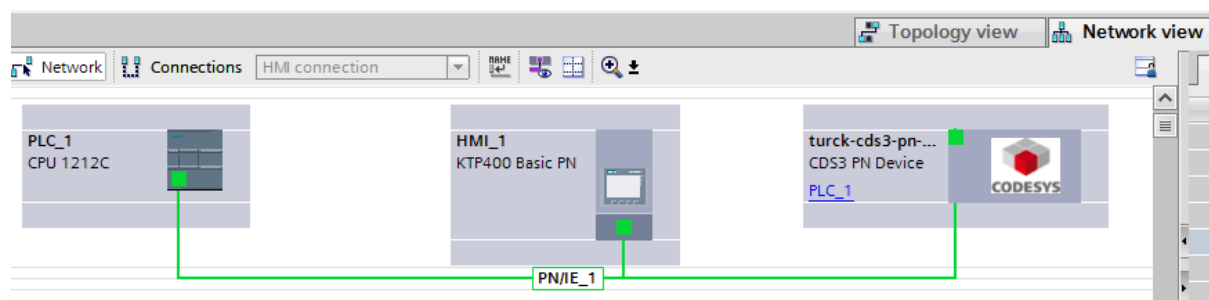 Topology view
Network view
Network
Connections
HMI connection
NAME
PLC_1
CPU 1212C
HMI_1
KTP400 Basic PN
turck-cds3-pn-...
CDS3 PN Device
PLC_1
CODESYS
PN/IE_1